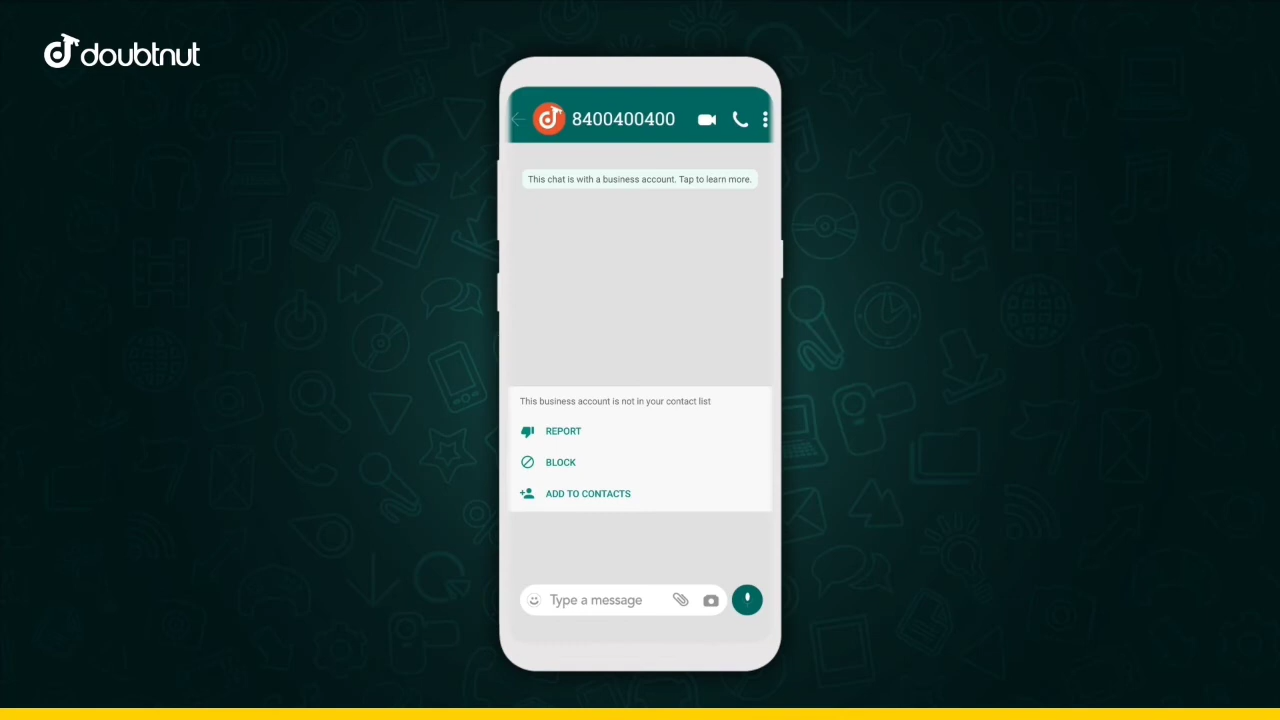 doubtnut
8400400400
This chat is with a business account. Tap to learn more.
This business account is not in your contact list
REPORT
BLOCK
ADD TO CONTACTS
Type a message